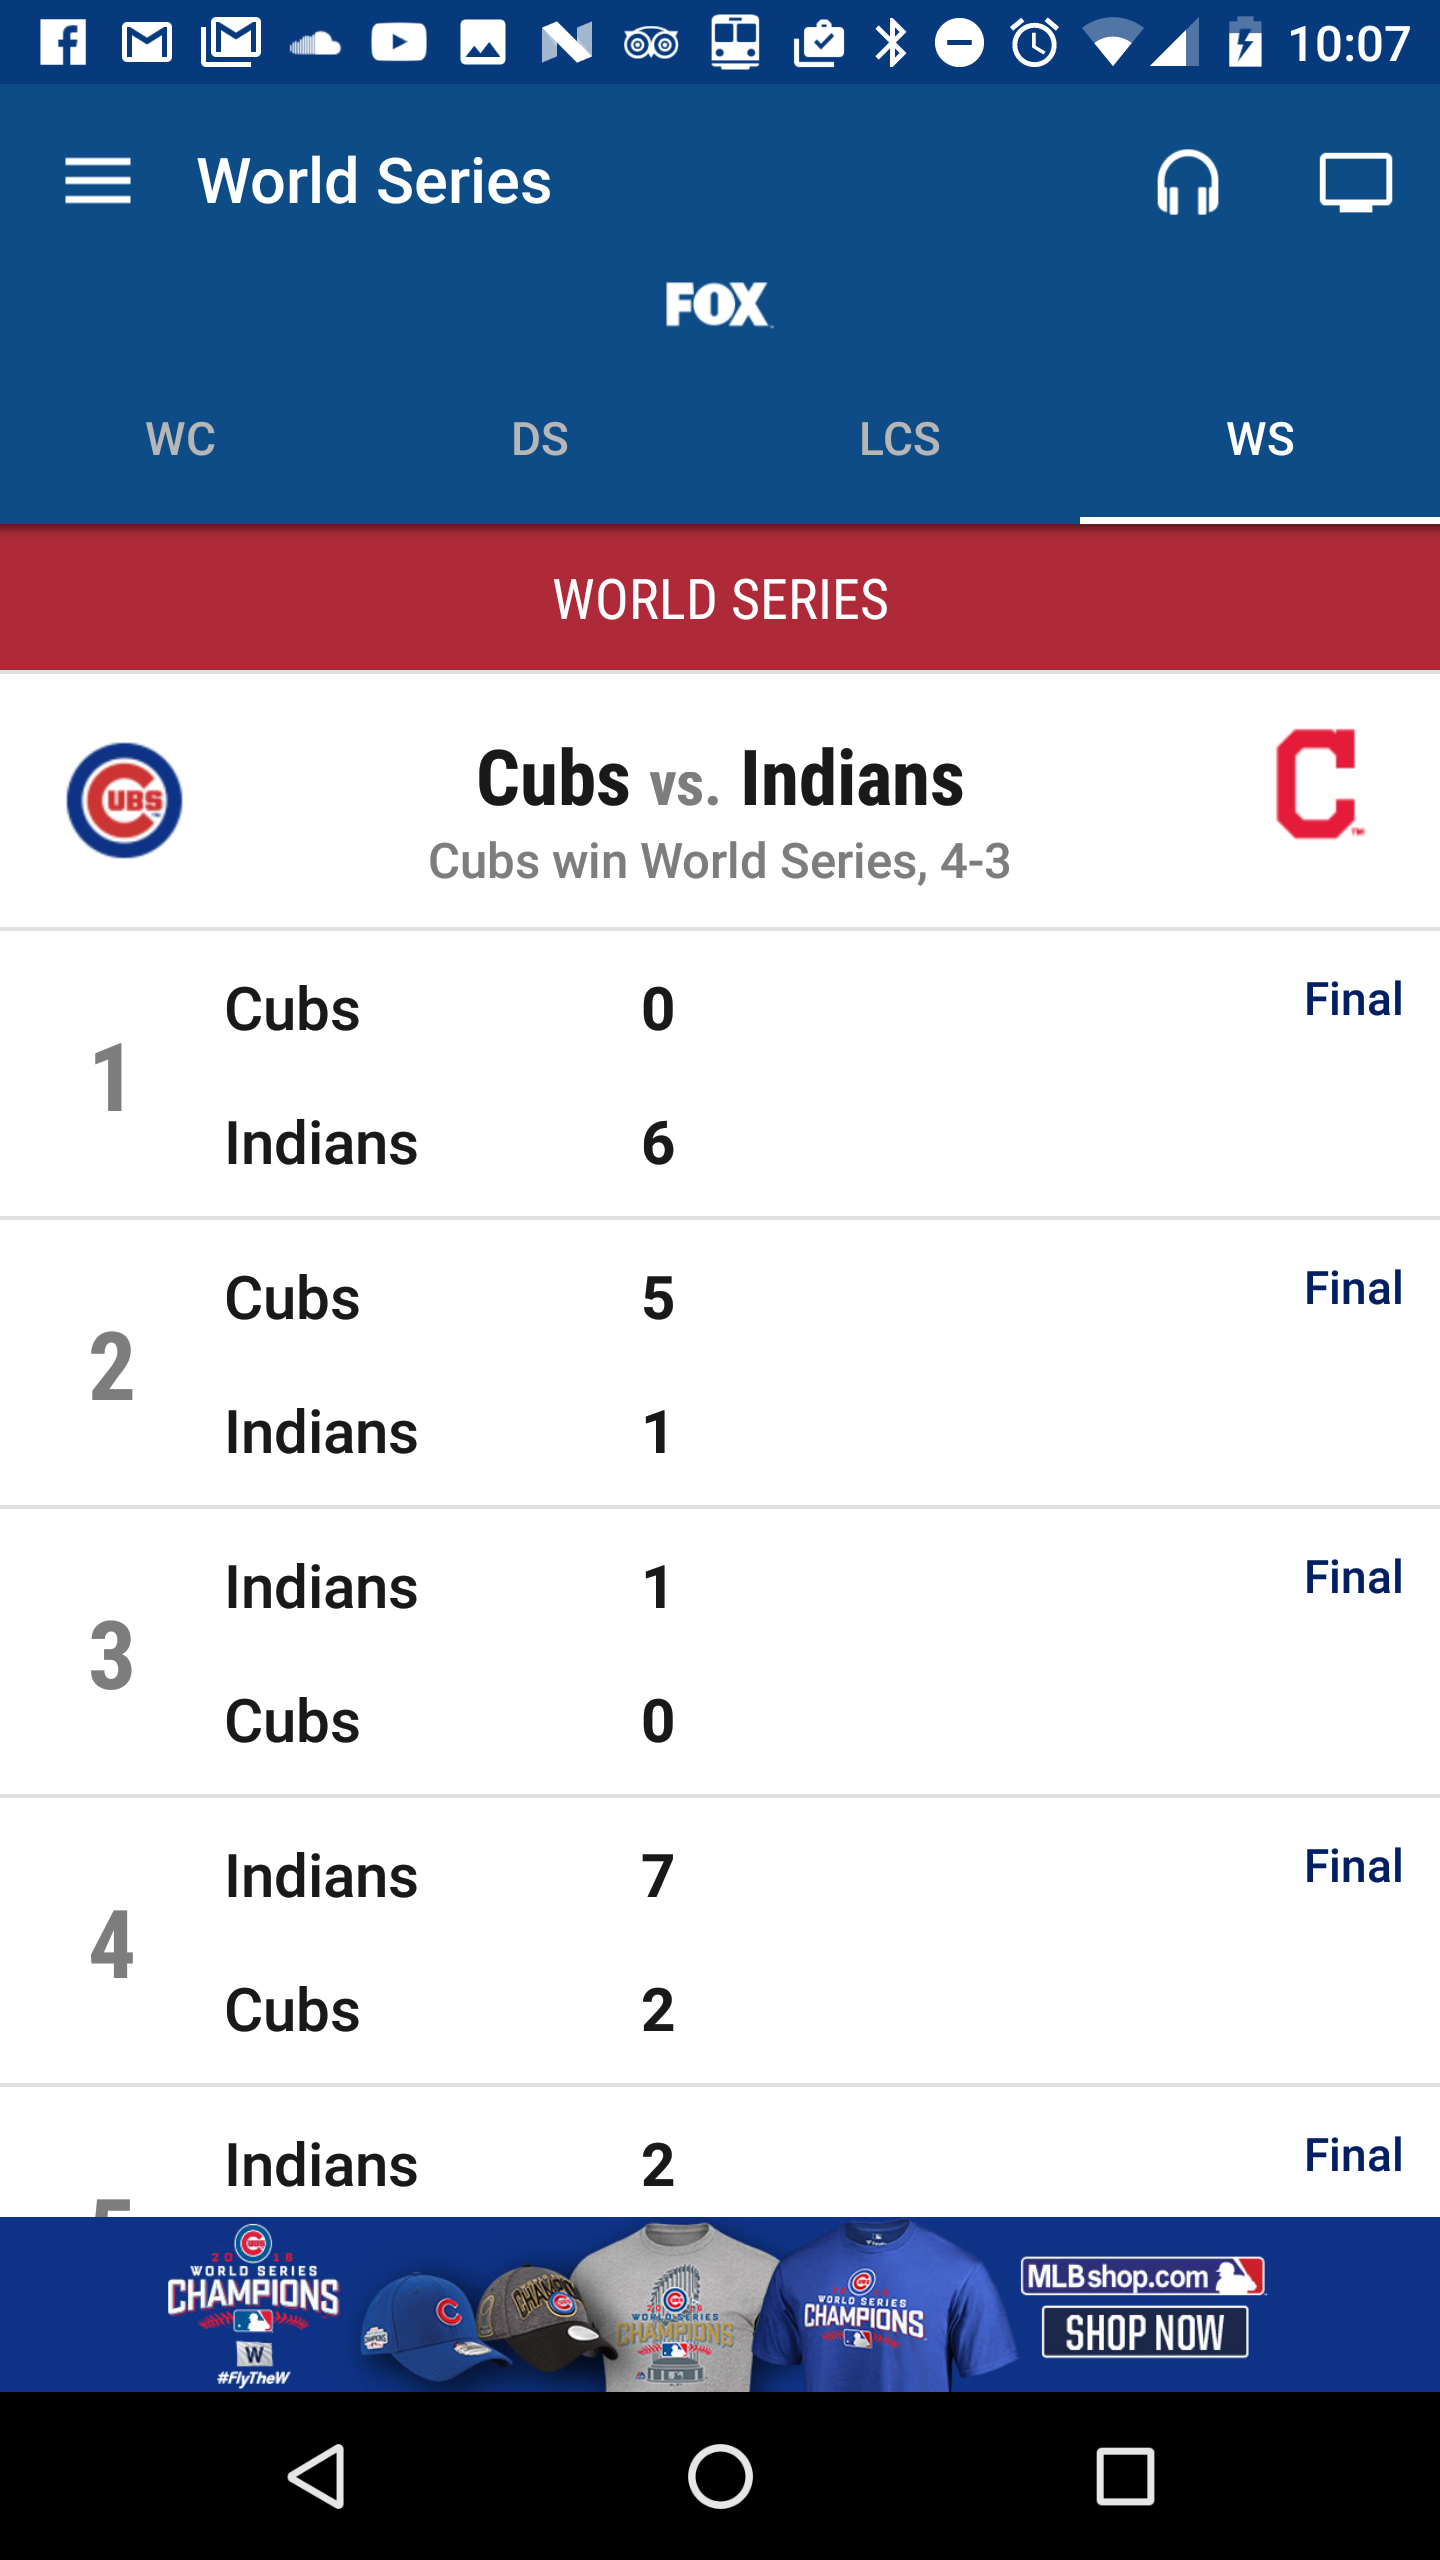 10:07
World Series
FOX
WC DS LCS WS
WORLD SERIES
CUBS
Cubs vs. Indians
C™
Cubs win World Series, 4-3
1
Cubs 0 Final
Indians 6
2
Cubs 5 Final
Indians 1
3
Indians 1 Final
Cubs 0
4
Indians 7 Final
Cubs 2
Indians 2 Final
2016
WORLD SERIES
CHAMPIONS
W
#FlyTheW
C
CHAMPIONS
WORLD SERIES
CHAMPIONS
WORLD SERIES
CHAMPIONS
MLBshop.com
SHOP NOW